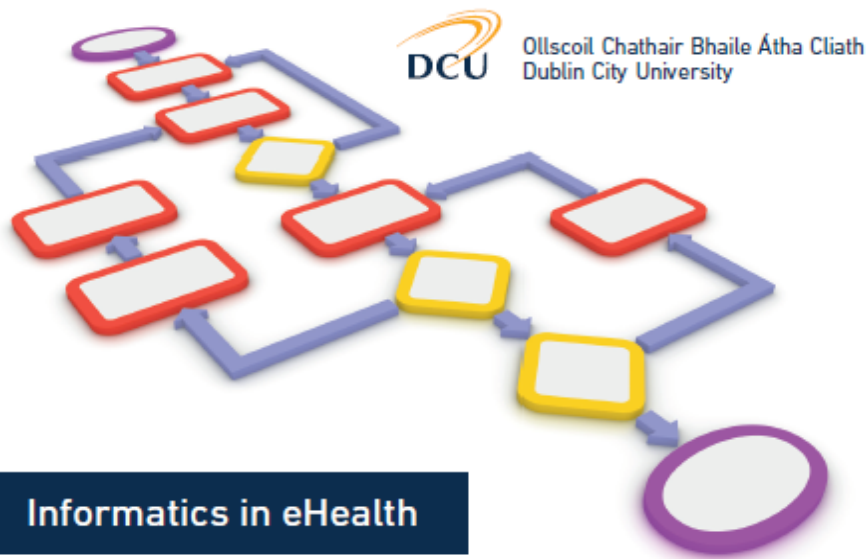 DCU
Ollscoil Chathair Bhaile Átha Cliath
Dublin City University
Informatics in eHealth